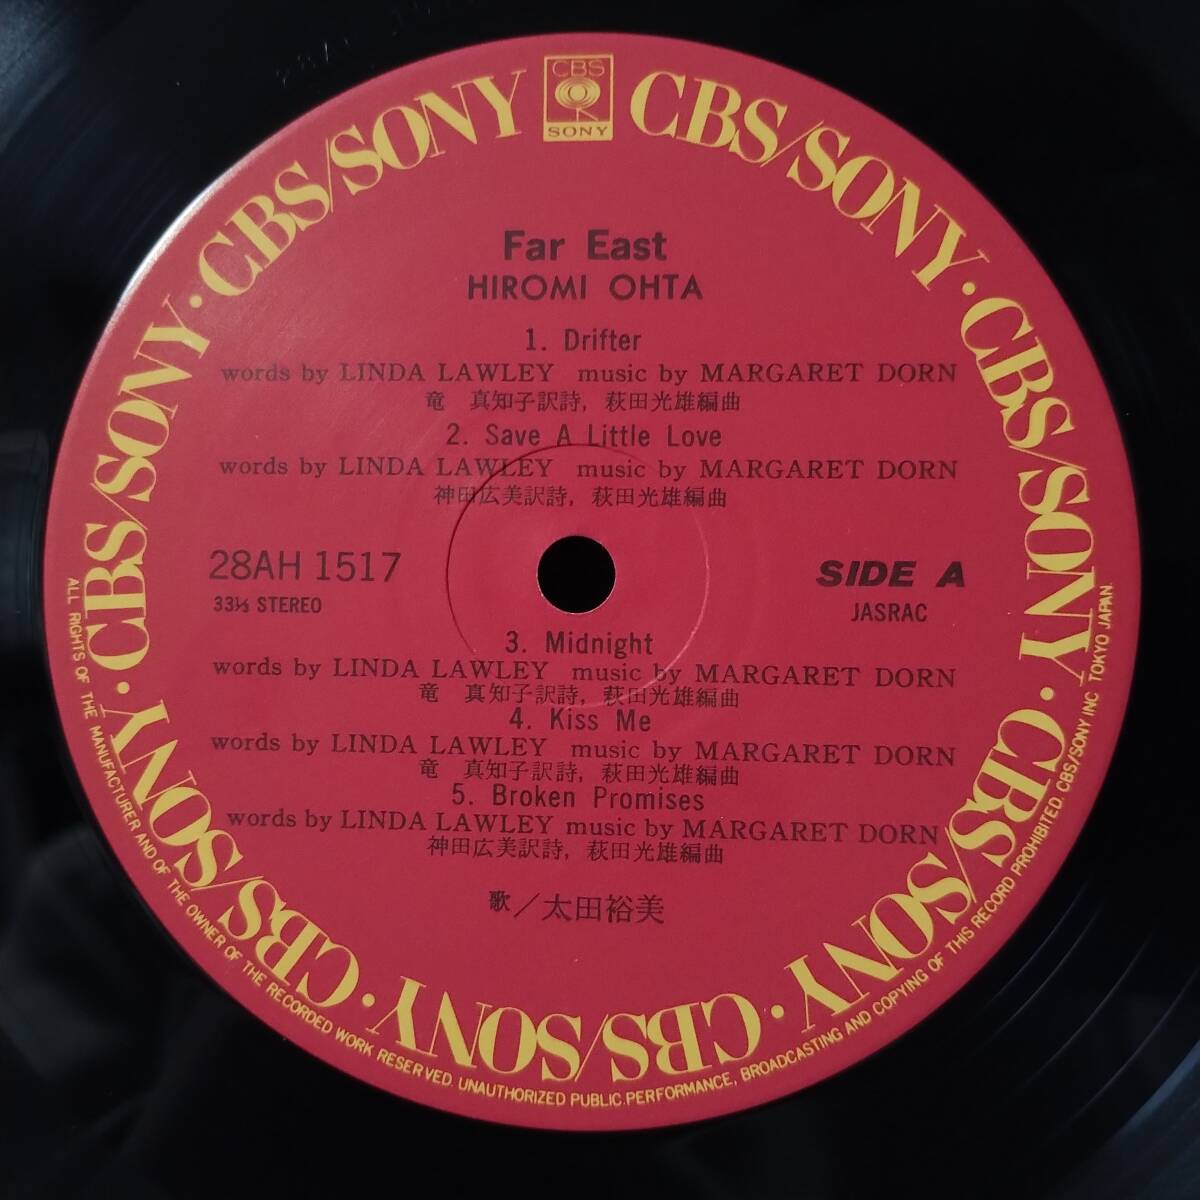 CBS
SONY
CBS/SONY · CBS/SONY · CBS/SONY · CBS/SONY · CBS/SONY · CBS/SONY · CBS/SONY · CBS/SONY · CBS/SONY
Far East
HIROMI OHTA
1. Drifter
words by LINDA LAWLEY music by MARGARET DORN
竜 真知子訳詩, 萩田光雄編曲
2. Save A Little Love
words by LINDA LAWLEY music by MARGARET DORN
神田広美訳詩, 萩田光雄編曲
28AH 1517
33⅓ STEREO
SIDE A
JASRAC
3. Midnight
words by LINDA LAWLEY music by MARGARET DORN
竜 真知子訳詩, 萩田光雄編曲
4. Kiss Me
words by LINDA LAWLEY music by MARGARET DORN
竜 真知子訳詩, 萩田光雄編曲
5. Broken Promises
words by LINDA LAWLEY music by MARGARET DORN
神田広美訳詩, 萩田光雄編曲
歌／太田裕美
ALL RIGHTS OF THE MANUFACTURER AND OF THE OWNER OF THE RECORDED WORK RESERVED. UNAUTHORIZED PUBLIC PERFORMANCE, BROADCASTING AND COPYING OF THIS RECORD PROHIBITED. CBS/SONY INC TOKYO JAPAN.